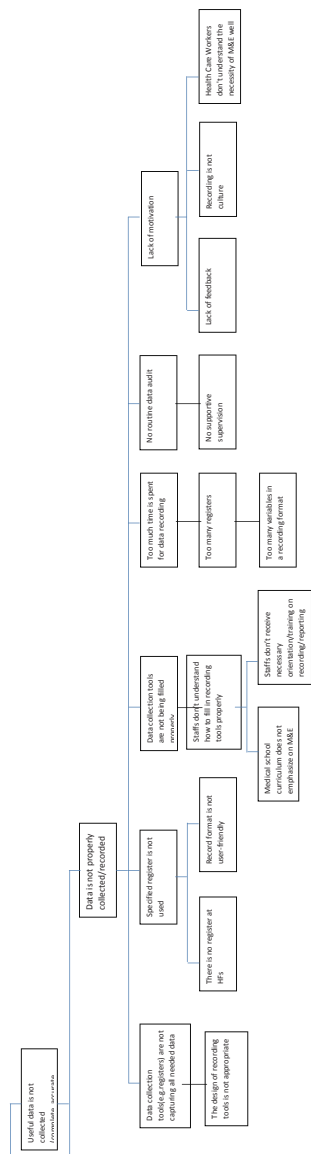 Useful data is not
collected
Data is not properly
collected/recorded
Data collection
tools(e.g.,registers) are not
capturing all needed data
The design of recording
tools is not appropriate
Specified register is not
used
There is no register at
HFs
Record format is not
user-friendly
Data collection tools
are not being filled
properly
Staffs don't understand
how to fill in recording
tools properly
Medical school
curriculum does not
emphasize on M&E
Staffs don't receive
necessary
orientation/training on
recording/reporting
Too much time is spent
for data recording
Too many registers
Too many variables in
a recording format
No routine data audit
No supportive
supervision
Lack of motivation
Lack of feedback
Recording is not
culture
Health Care Workers
don't understand the
necessity of M&E well